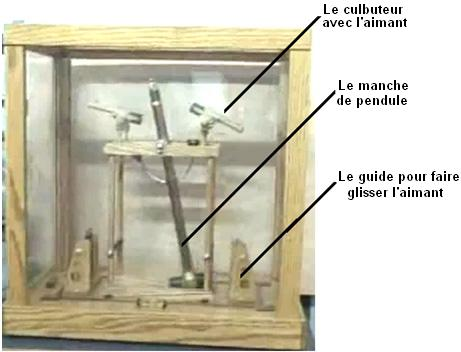 Le culbuteur
avec l'aimant
Le manche
de pendule
Le guide pour faire
glisser l'aimant